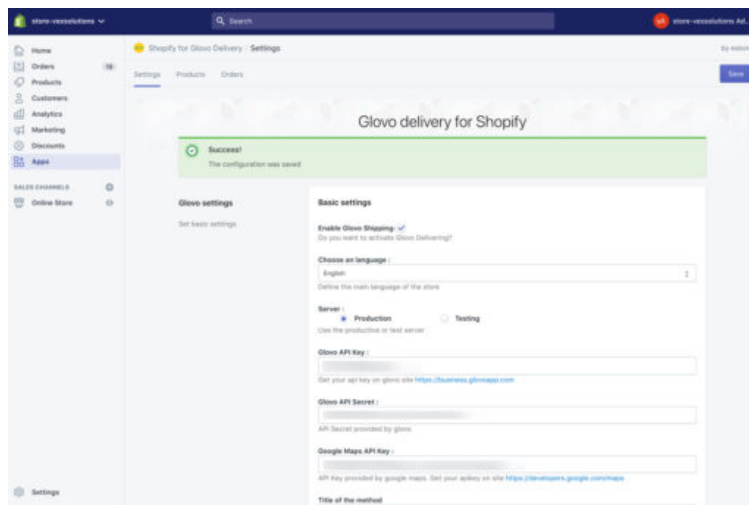 store-vexsolutions
Search
store-vexsolutions Ad...
Home
Orders
16
Products
Customers
Analytics
Marketing
Discounts
Apps
SALES CHANNELS
Online Store
Settings
Shopify for Glovo Delivery / Settings
Settings Products Orders
Save
Glovo delivery for Shopify
Success!
The configuration was saved
Glovo settings
Set basic settings
Basic settings
Enable Glovo Shipping:
Do you want to activate Glovo Delivering?
Choose an language :
English
Define the main language of the store
Server :
Production Testing
Use the productive or test server
Glovo API Key :
Get your api key on glovo site https://business.glovoapp.com
Glovo API Secret :
API Secret provided by glovo
Google Maps API Key :
API Key provided by google maps. Get your apikey on site https://developers.google.com/maps
Title of the method